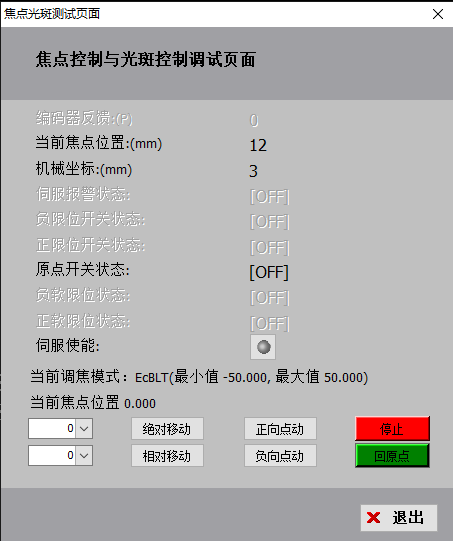 焦点光斑测试页面
焦点控制与光斑控制调试页面
编码器反馈:(P) 0
当前焦点位置:(mm) 12
机械坐标:(mm) 3
伺服报警状态: [OFF]
负限位开关状态: [OFF]
正限位开关状态: [OFF]
原点开关状态: [OFF]
负软限位状态: [OFF]
正软限位状态: [OFF]
伺服使能:
当前调焦模式：EcBLT(最小值 -50.000, 最大值 50.000)
当前焦点位置 0.000
0 绝对移动 正向点动 停止
0 相对移动 负向点动 回原点
退出